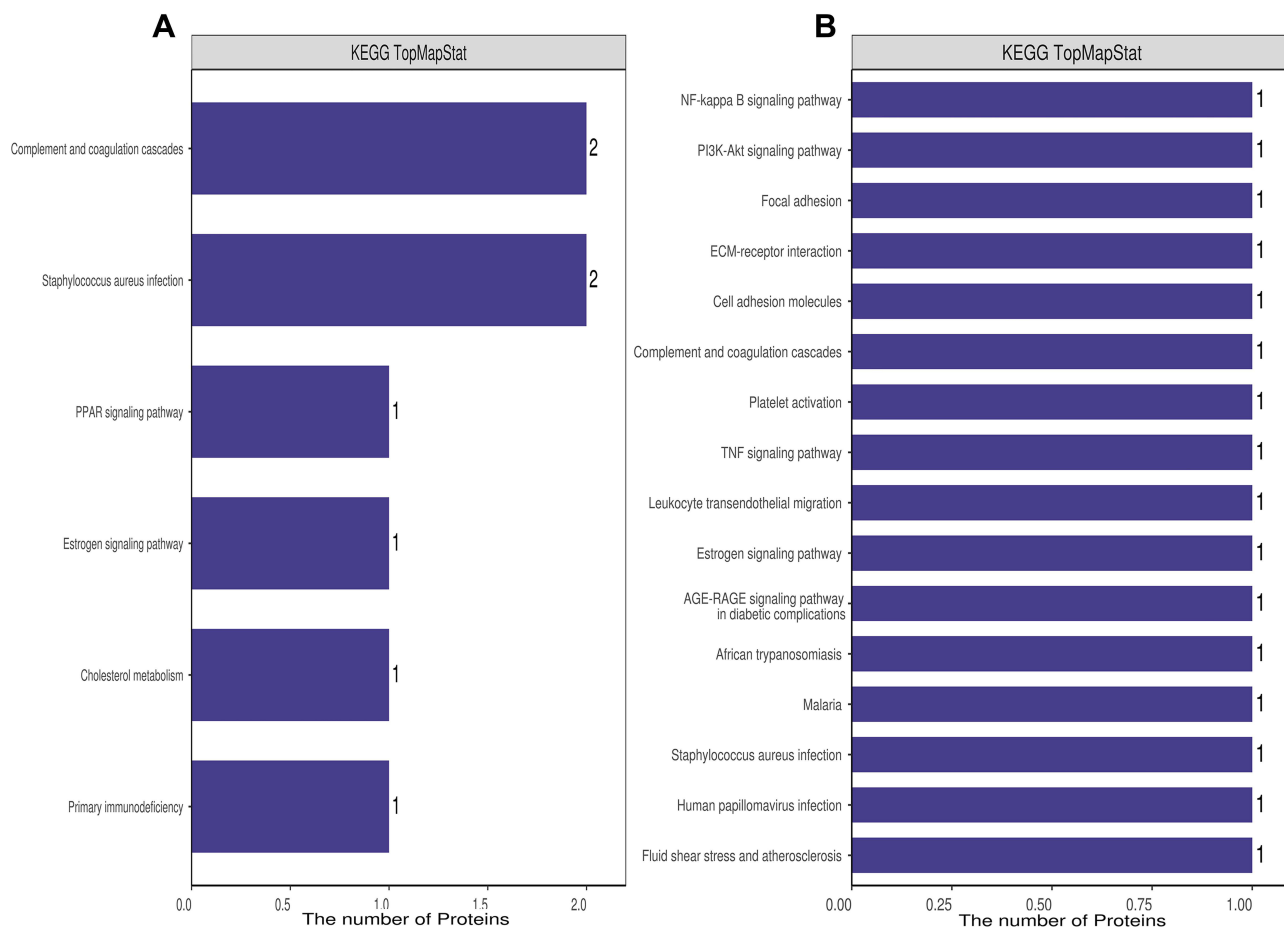 A
KEGG TopMapStat
Complement and coagulation cascades
2
Staphylococcus aureus infection
2
PPAR signaling pathway
1
Estrogen signaling pathway
1
Cholesterol metabolism
1
Primary immunodeficiency
1
0.0 0.5 1.0 1.5 2.0
The number of Proteins
B
KEGG TopMapStat
NF-kappa B signaling pathway
1
PI3K-Akt signaling pathway
1
Focal adhesion
1
ECM-receptor interaction
1
Cell adhesion molecules
1
Complement and coagulation cascades
1
Platelet activation
1
TNF signaling pathway
1
Leukocyte transendothelial migration
1
Estrogen signaling pathway
1
AGE-RAGE signaling pathway
in diabetic complications
1
African trypanosomiasis
1
Malaria
1
Staphylococcus aureus infection
1
Human papillomavirus infection
1
Fluid shear stress and atherosclerosis
1
0.00 0.25 0.50 0.75 1.00
The number of Proteins